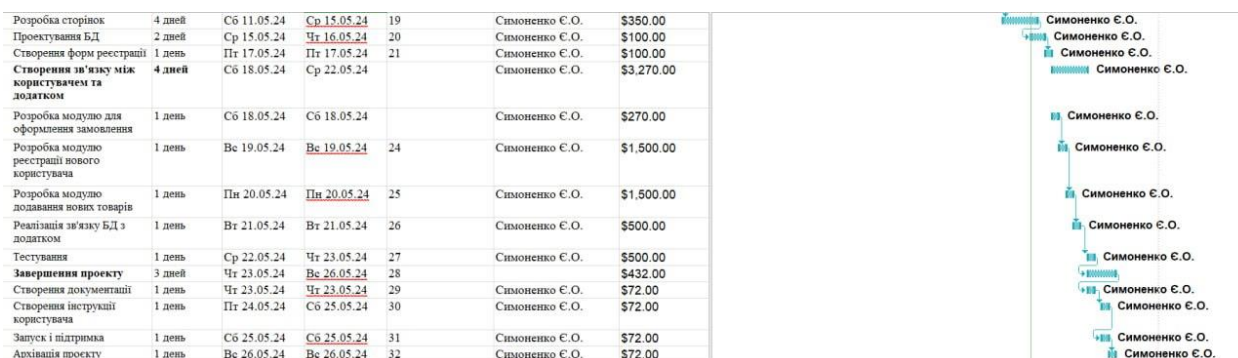 Розробка сторінок 4 дней Сб 11.05.24 Ср 15.05.24 19 Симоненко Є.О. $350.00 Симоненко Є.О.
Проектування БД 2 дней Ср 15.05.24 Чт 16.05.24 20 Симоненко Є.О. $100.00 Симоненко Є.О.
Створення форм реєстрації 1 день Пт 17.05.24 Пт 17.05.24 21 Симоненко Є.О. $100.00 Симоненко Є.О.
Створення зв'язку між 4 дней Сб 18.05.24 Ср 22.05.24 Симоненко Є.О. $3,270.00 Симоненко Є.О.
користувачем та
додатком
Розробка модулю для 1 день Сб 18.05.24 Сб 18.05.24 Симоненко Є.О. $270.00 Симоненко Є.О.
оформлення замовлення
Розробка модулю 1 день Вс 19.05.24 Вс 19.05.24 24 Симоненко Є.О. $1,500.00 Симоненко Є.О.
реєстрації нового
користувача
Розробка модулю 1 день Пн 20.05.24 Пн 20.05.24 25 Симоненко Є.О. $1,500.00 Симоненко Є.О.
додавання нових товарів
Реалізація зв'язку БД з 1 день Вт 21.05.24 Вт 21.05.24 26 Симоненко Є.О. $500.00 Симоненко Є.О.
додатком
Тестування 1 день Ср 22.05.24 Чт 23.05.24 27 Симоненко Є.О. $500.00 Симоненко Є.О.
Завершення проекту 3 дней Чт 23.05.24 Вс 26.05.24 28 $432.00
Створення документації 1 день Чт 23.05.24 Чт 23.05.24 29 Симоненко Є.О. $72.00 Симоненко Є.О.
Створення інструкції 1 день Пт 24.05.24 Сб 25.05.24 30 Симоненко Є.О. $72.00 Симоненко Є.О.
користувача
Запуск і підтримка 1 день Сб 25.05.24 Сб 25.05.24 31 Симоненко Є.О. $72.00 Симоненко Є.О.
Архівація проєкту 1 день Вс 26.05.24 Вс 26.05.24 32 Симоненко Є.О. $72.00 Симоненко Є.О.